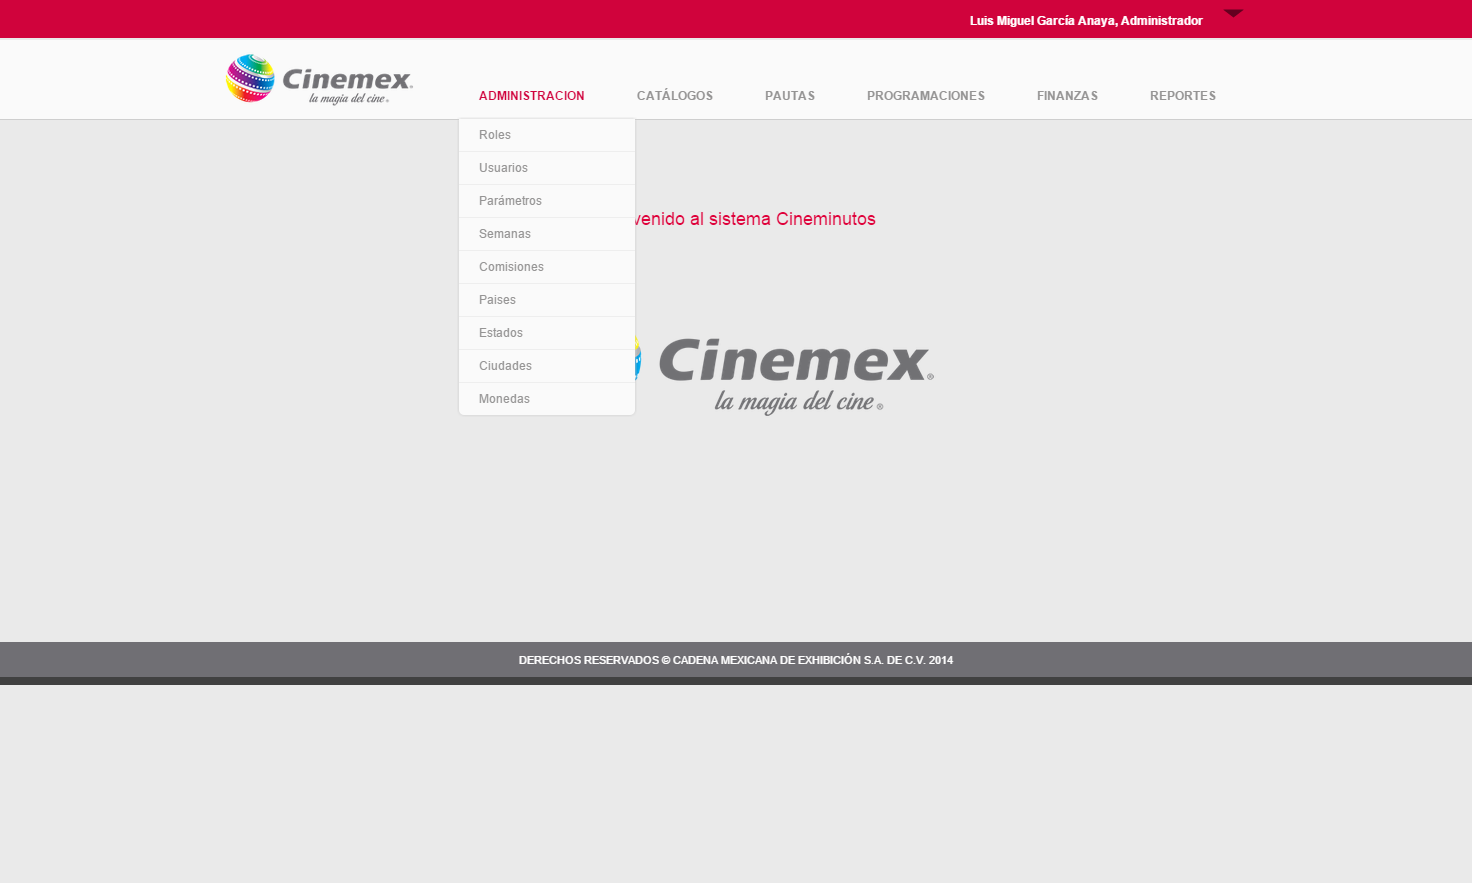 Luis Miguel García Anaya, Administrador
Cinemex
la magia del cine
ADMINISTRACION CATÁLOGOS PAUTAS PROGRAMACIONES FINANZAS REPORTES
Roles
Usuarios
Parámetros
Semanas
Comisiones
Paises
Estados
Ciudades
Monedas
venido al sistema Cineminutos
Cinemex®
la magia del cine®
DERECHOS RESERVADOS © CADENA MEXICANA DE EXHIBICIÓN S.A. DE C.V. 2014